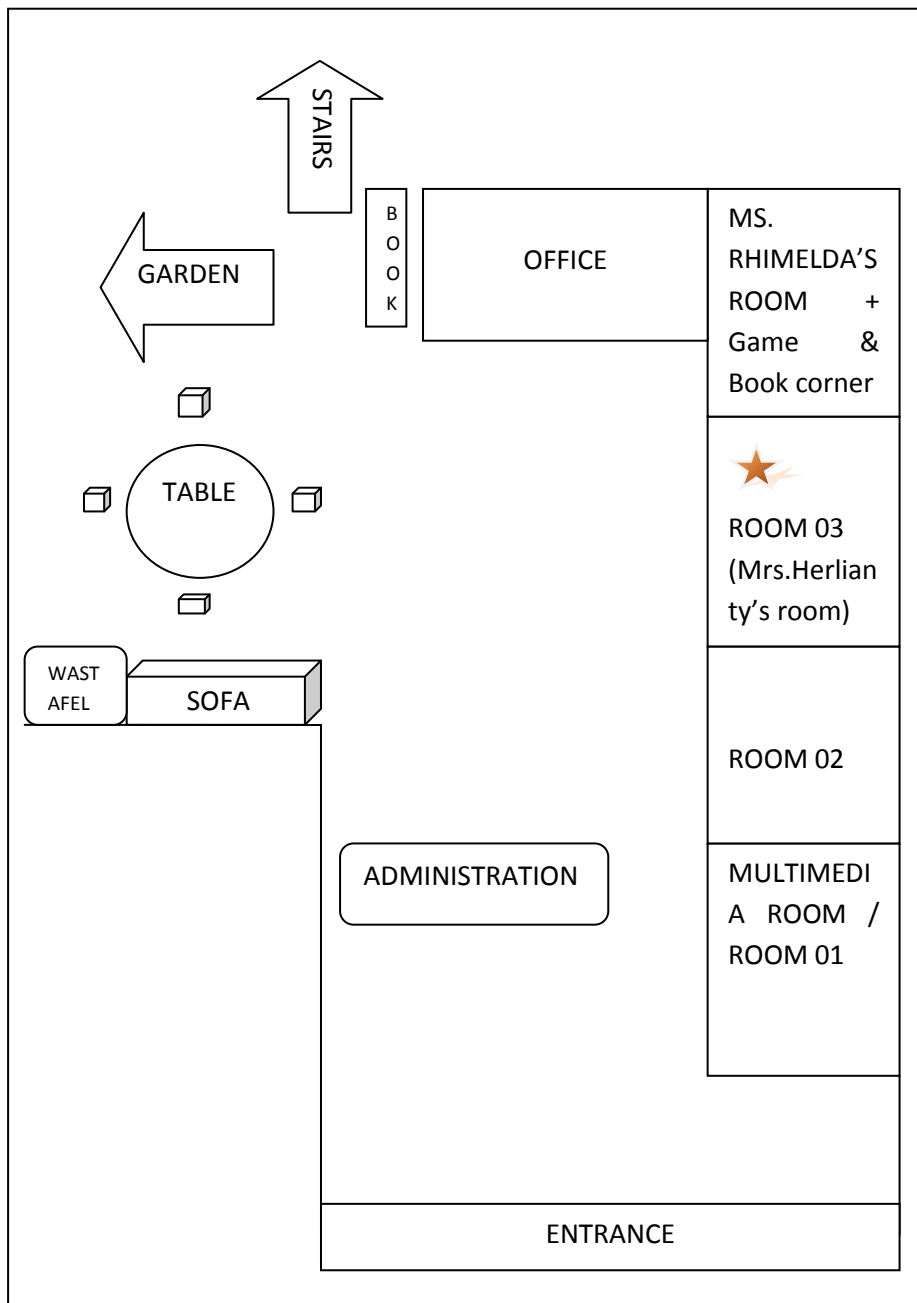 STAIRS
B
O
O
K
OFFICE
MS.
RHIMELDA’S
ROOM +
Game &
Book corner
GARDEN
TABLE
ROOM 03
(Mrs.Herlian
ty’s room)
WAST
AFEL
SOFA
ROOM 02
ADMINISTRATION
MULTIMEDI
A ROOM /
ROOM 01
ENTRANCE